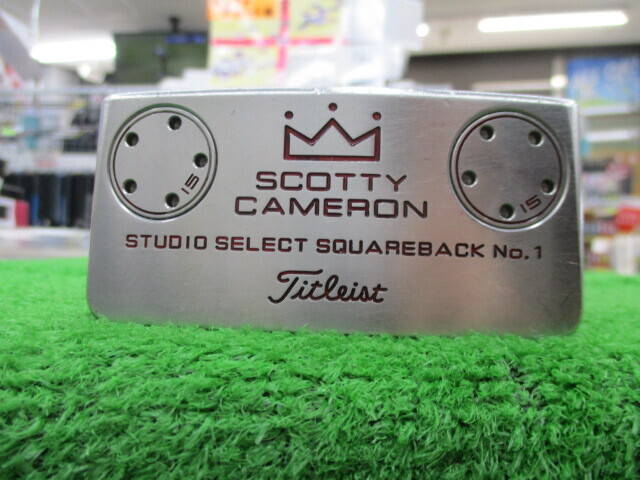 SCOTTY
CAMERON
15
15
STUDIO SELECT SQUAREBACK No.1
Titleist